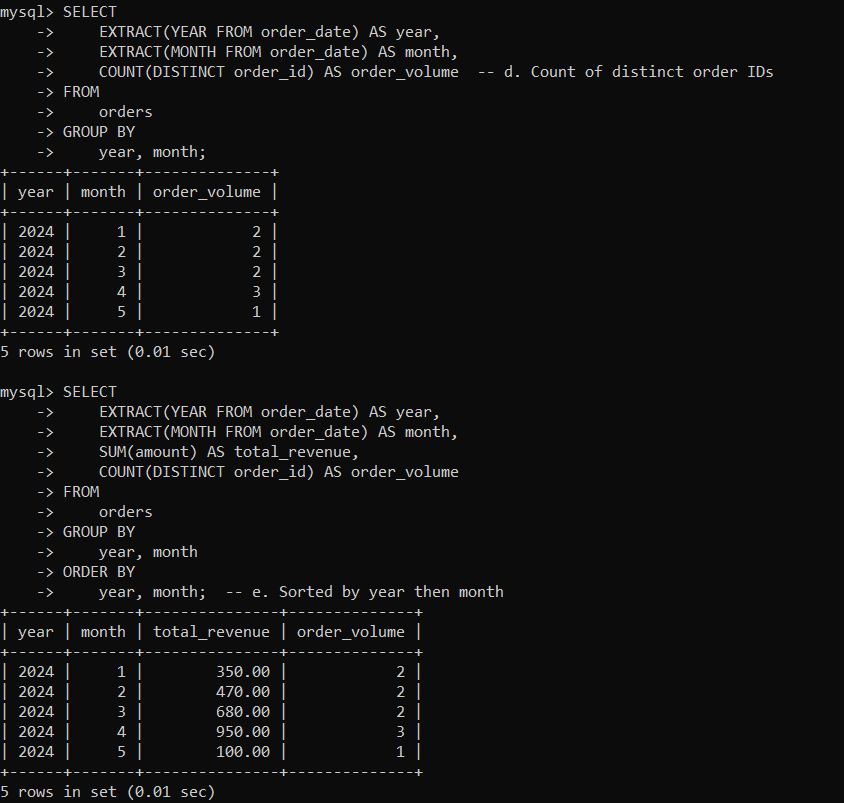 mysql> SELECT
    ->     EXTRACT(YEAR FROM order_date) AS year,
    ->     EXTRACT(MONTH FROM order_date) AS month,
    ->     COUNT(DISTINCT order_id) AS order_volume  -- d. Count of distinct order IDs
    -> FROM
    ->     orders
    -> GROUP BY
    ->     year, month;
+------+-------+--------------+
| year | month | order_volume |
+------+-------+--------------+
| 2024 |     1 |            2 |
| 2024 |     2 |            2 |
| 2024 |     3 |            2 |
| 2024 |     4 |            3 |
| 2024 |     5 |            1 |
+------+-------+--------------+
5 rows in set (0.01 sec)

mysql> SELECT
    ->     EXTRACT(YEAR FROM order_date) AS year,
    ->     EXTRACT(MONTH FROM order_date) AS month,
    ->     SUM(amount) AS total_revenue,
    ->     COUNT(DISTINCT order_id) AS order_volume
    -> FROM
    ->     orders
    -> GROUP BY
    ->     year, month
    -> ORDER BY
    ->     year, month;  -- e. Sorted by year then month
+------+-------+---------------+--------------+
| year | month | total_revenue | order_volume |
+------+-------+---------------+--------------+
| 2024 |     1 |        350.00 |            2 |
| 2024 |     2 |        470.00 |            2 |
| 2024 |     3 |        680.00 |            2 |
| 2024 |     4 |        950.00 |            3 |
| 2024 |     5 |        100.00 |            1 |
+------+-------+---------------+--------------+
5 rows in set (0.01 sec)